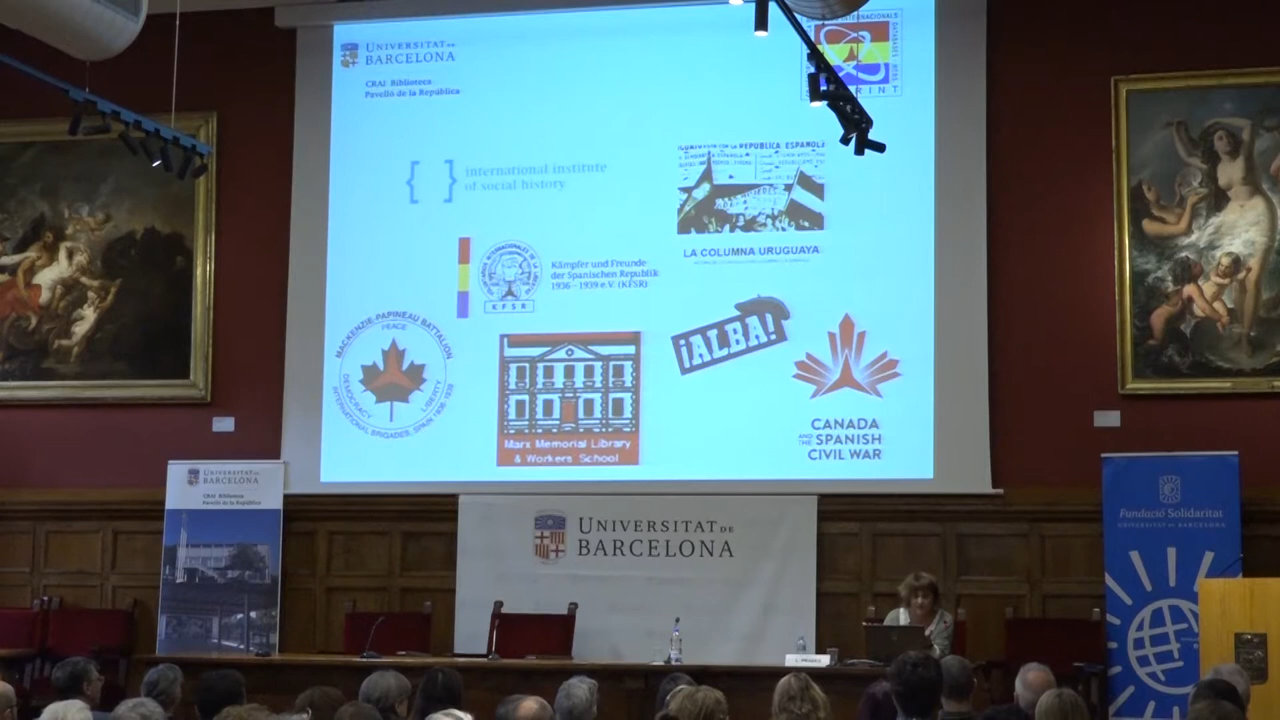 UNIVERSITAT DE
BARCELONA
CRAI Biblioteca
Pavelló de la República
{ } international institute
of social history
REPÚBLICA ESPAÑOLA
LA COLUMNA URUGUAYA
Kämpfer und Freunde
der Spanischen Republik
1936 – 1939 e.V. (KFSR)
KFSR
MACKENZIE-PAPINEAU BATTALION
PEACE
DEMOCRACY
LIBERTY
INTERNATIONAL BRIGADES, SPAIN 1936-1939
Marx Memorial Library
& Workers School
¡ALBA!
CANADA
AND THE SPANISH
CIVIL WAR
UNIVERSITAT DE
BARCELONA
CRAI Biblioteca
Pavelló de la República
UNIVERSITAT DE
BARCELONA
Fundació Solidaritat
UNIVERSITAT DE BARCELONA